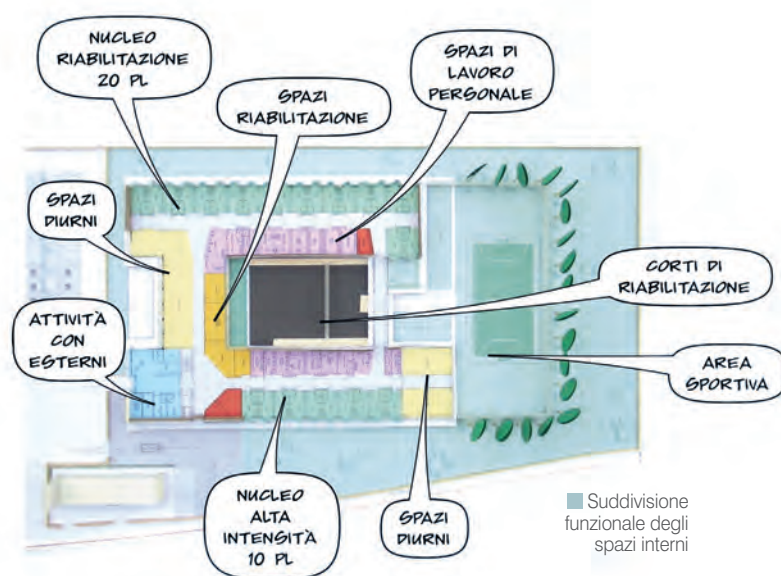 NUCLEO
RIABILITAZIONE
20 PL
SPAZI DI
LAVORO
PERSONALE
SPAZI
RIABILITAZIONE
SPAZI
DIURNI
CORTI DI
RIABILITAZIONE
ATTIVITÀ
CON
ESTERNI
AREA
SPORTIVA
NUCLEO
ALTA
INTENSITÀ
10 PL
SPAZI
DIURNI
Suddivisione
funzionale degli
spazi interni